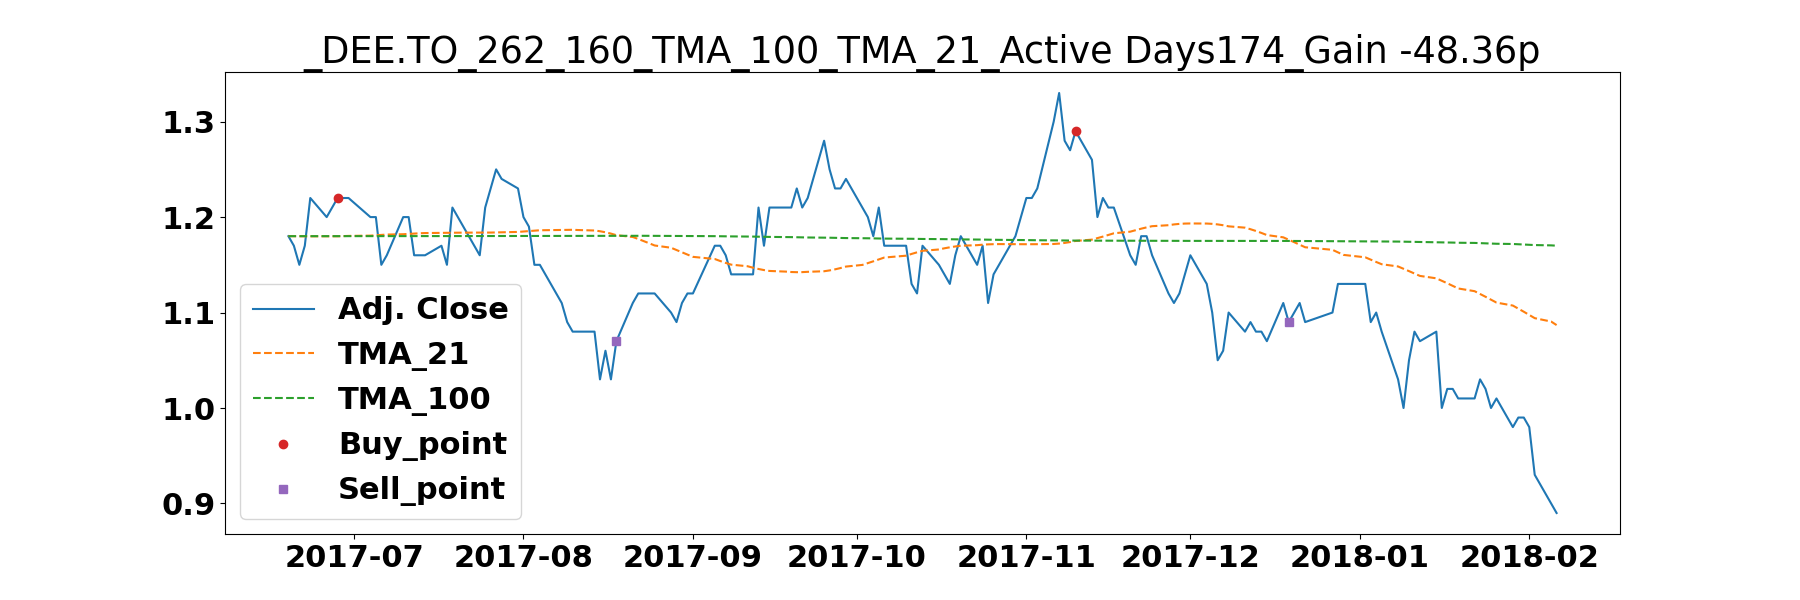 _DEE.TO_262_160_TMA_100_TMA_21_Active Days174_Gain -48.36p
1.3
1.2
1.1
1.0
0.9
Adj. Close
TMA_21
TMA_100
Buy_point
Sell_point
2017-07 2017-08 2017-09 2017-10 2017-11 2017-12 2018-01 2018-02